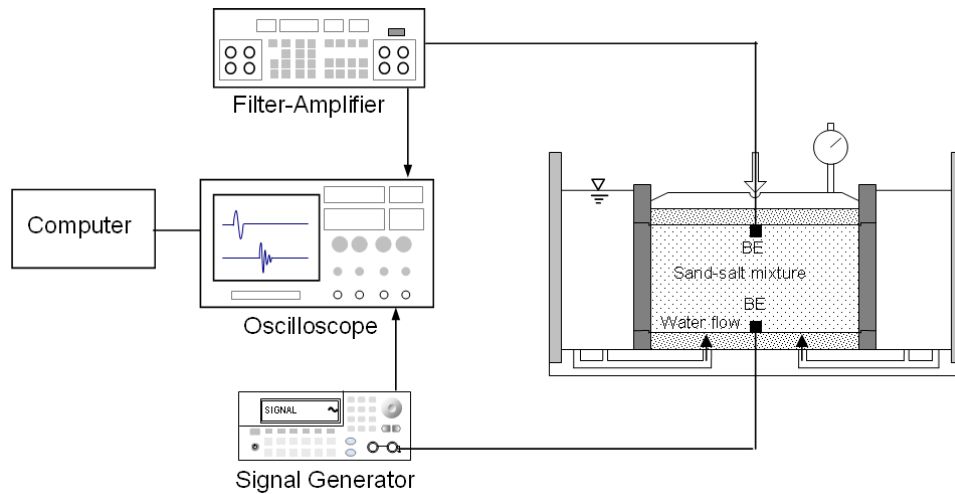 Filter-Amplifier
Computer
Oscilloscope
BE
Sand-salt mixture
BE
Water flow
SIGNAL
Signal Generator